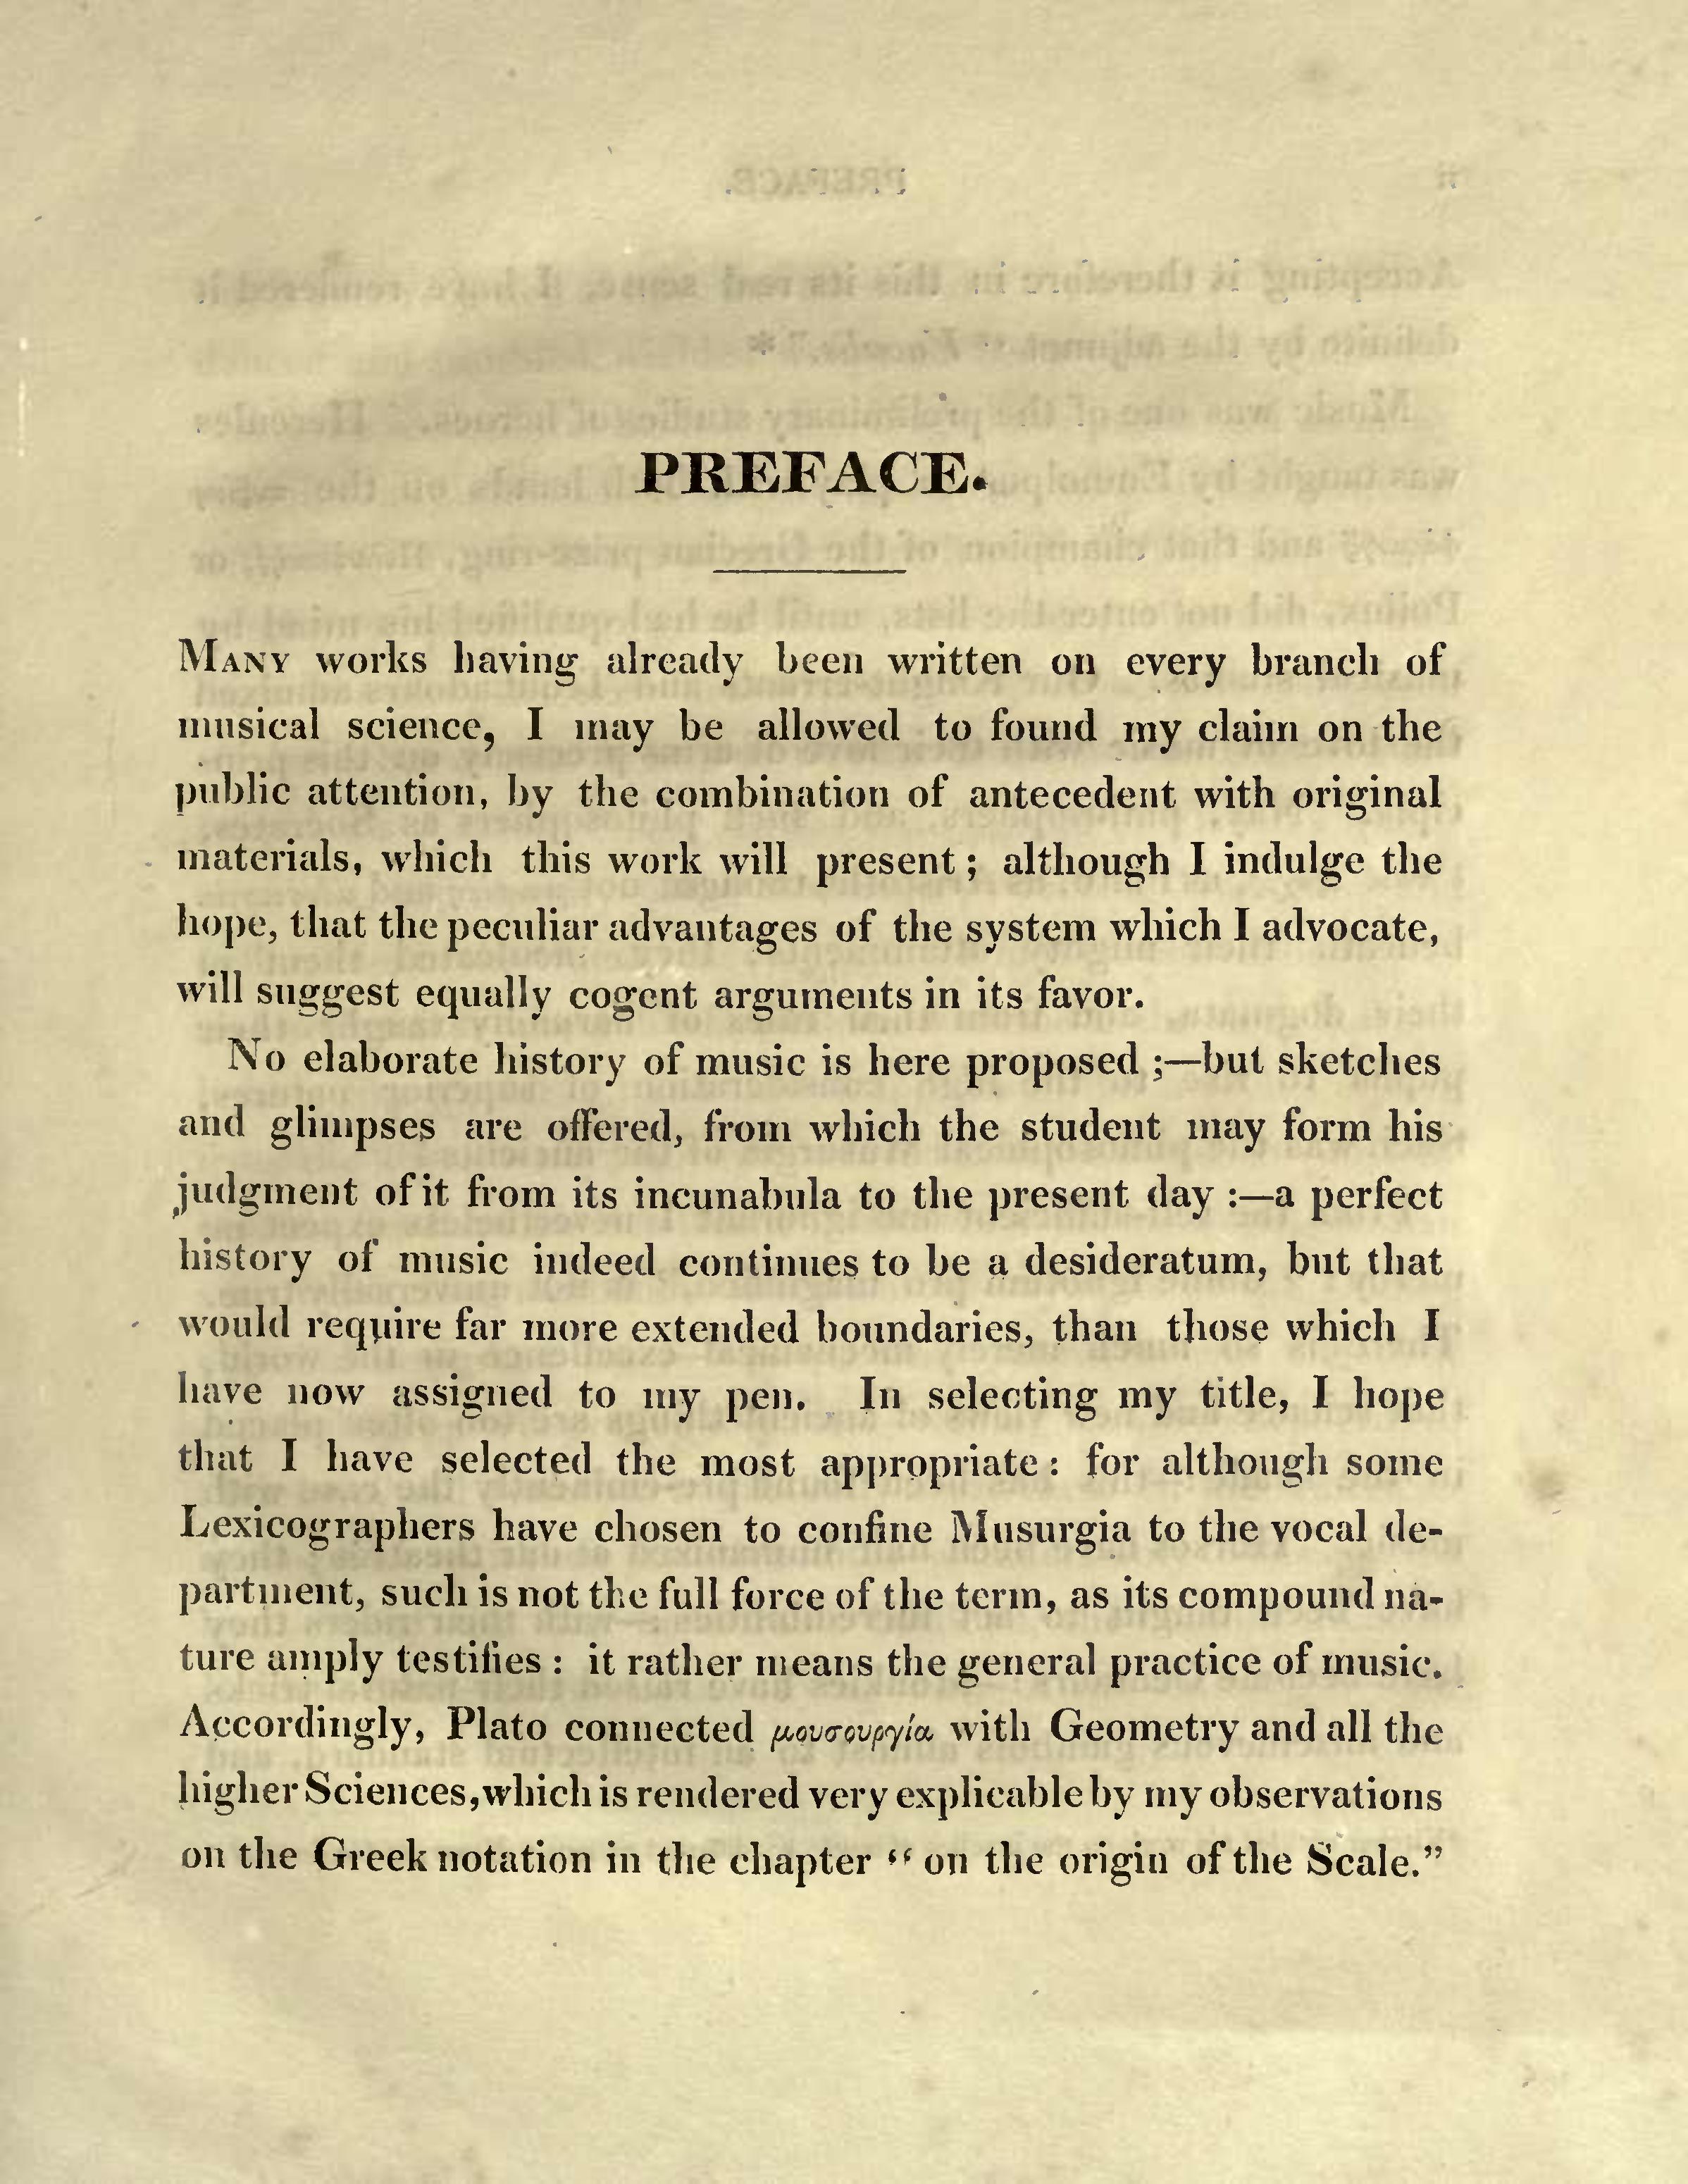 PREFACE.
MANY works having already been written on every branch of
musical science, I may be allowed to found my claim on the
public attention, by the combination of antecedent with original
materials, which this work will present ; although I indulge the
hope, that the peculiar advantages of the system which I advocate,
will suggest equally cogent arguments in its favor.
No elaborate history of music is here proposed ;—but sketches
and glimpses are offered, from which the student may form his
judgment of it from its incunabula to the present day :—a perfect
history of music indeed continues to be a desideratum, but that
would require far more extended boundaries, than those which I
have now assigned to my pen. In selecting my title, I hope
that I have selected the most appropriate : for although some
Lexicographers have chosen to confine Musurgia to the vocal de-
partment, such is not the full force of the term, as its compound na-
ture amply testifies : it rather means the general practice of music.
Accordingly, Plato connected μουσουργία with Geometry and all the
higher Sciences, which is rendered very explicable by my observations
on the Greek notation in the chapter “ on the origin of the Scale.”